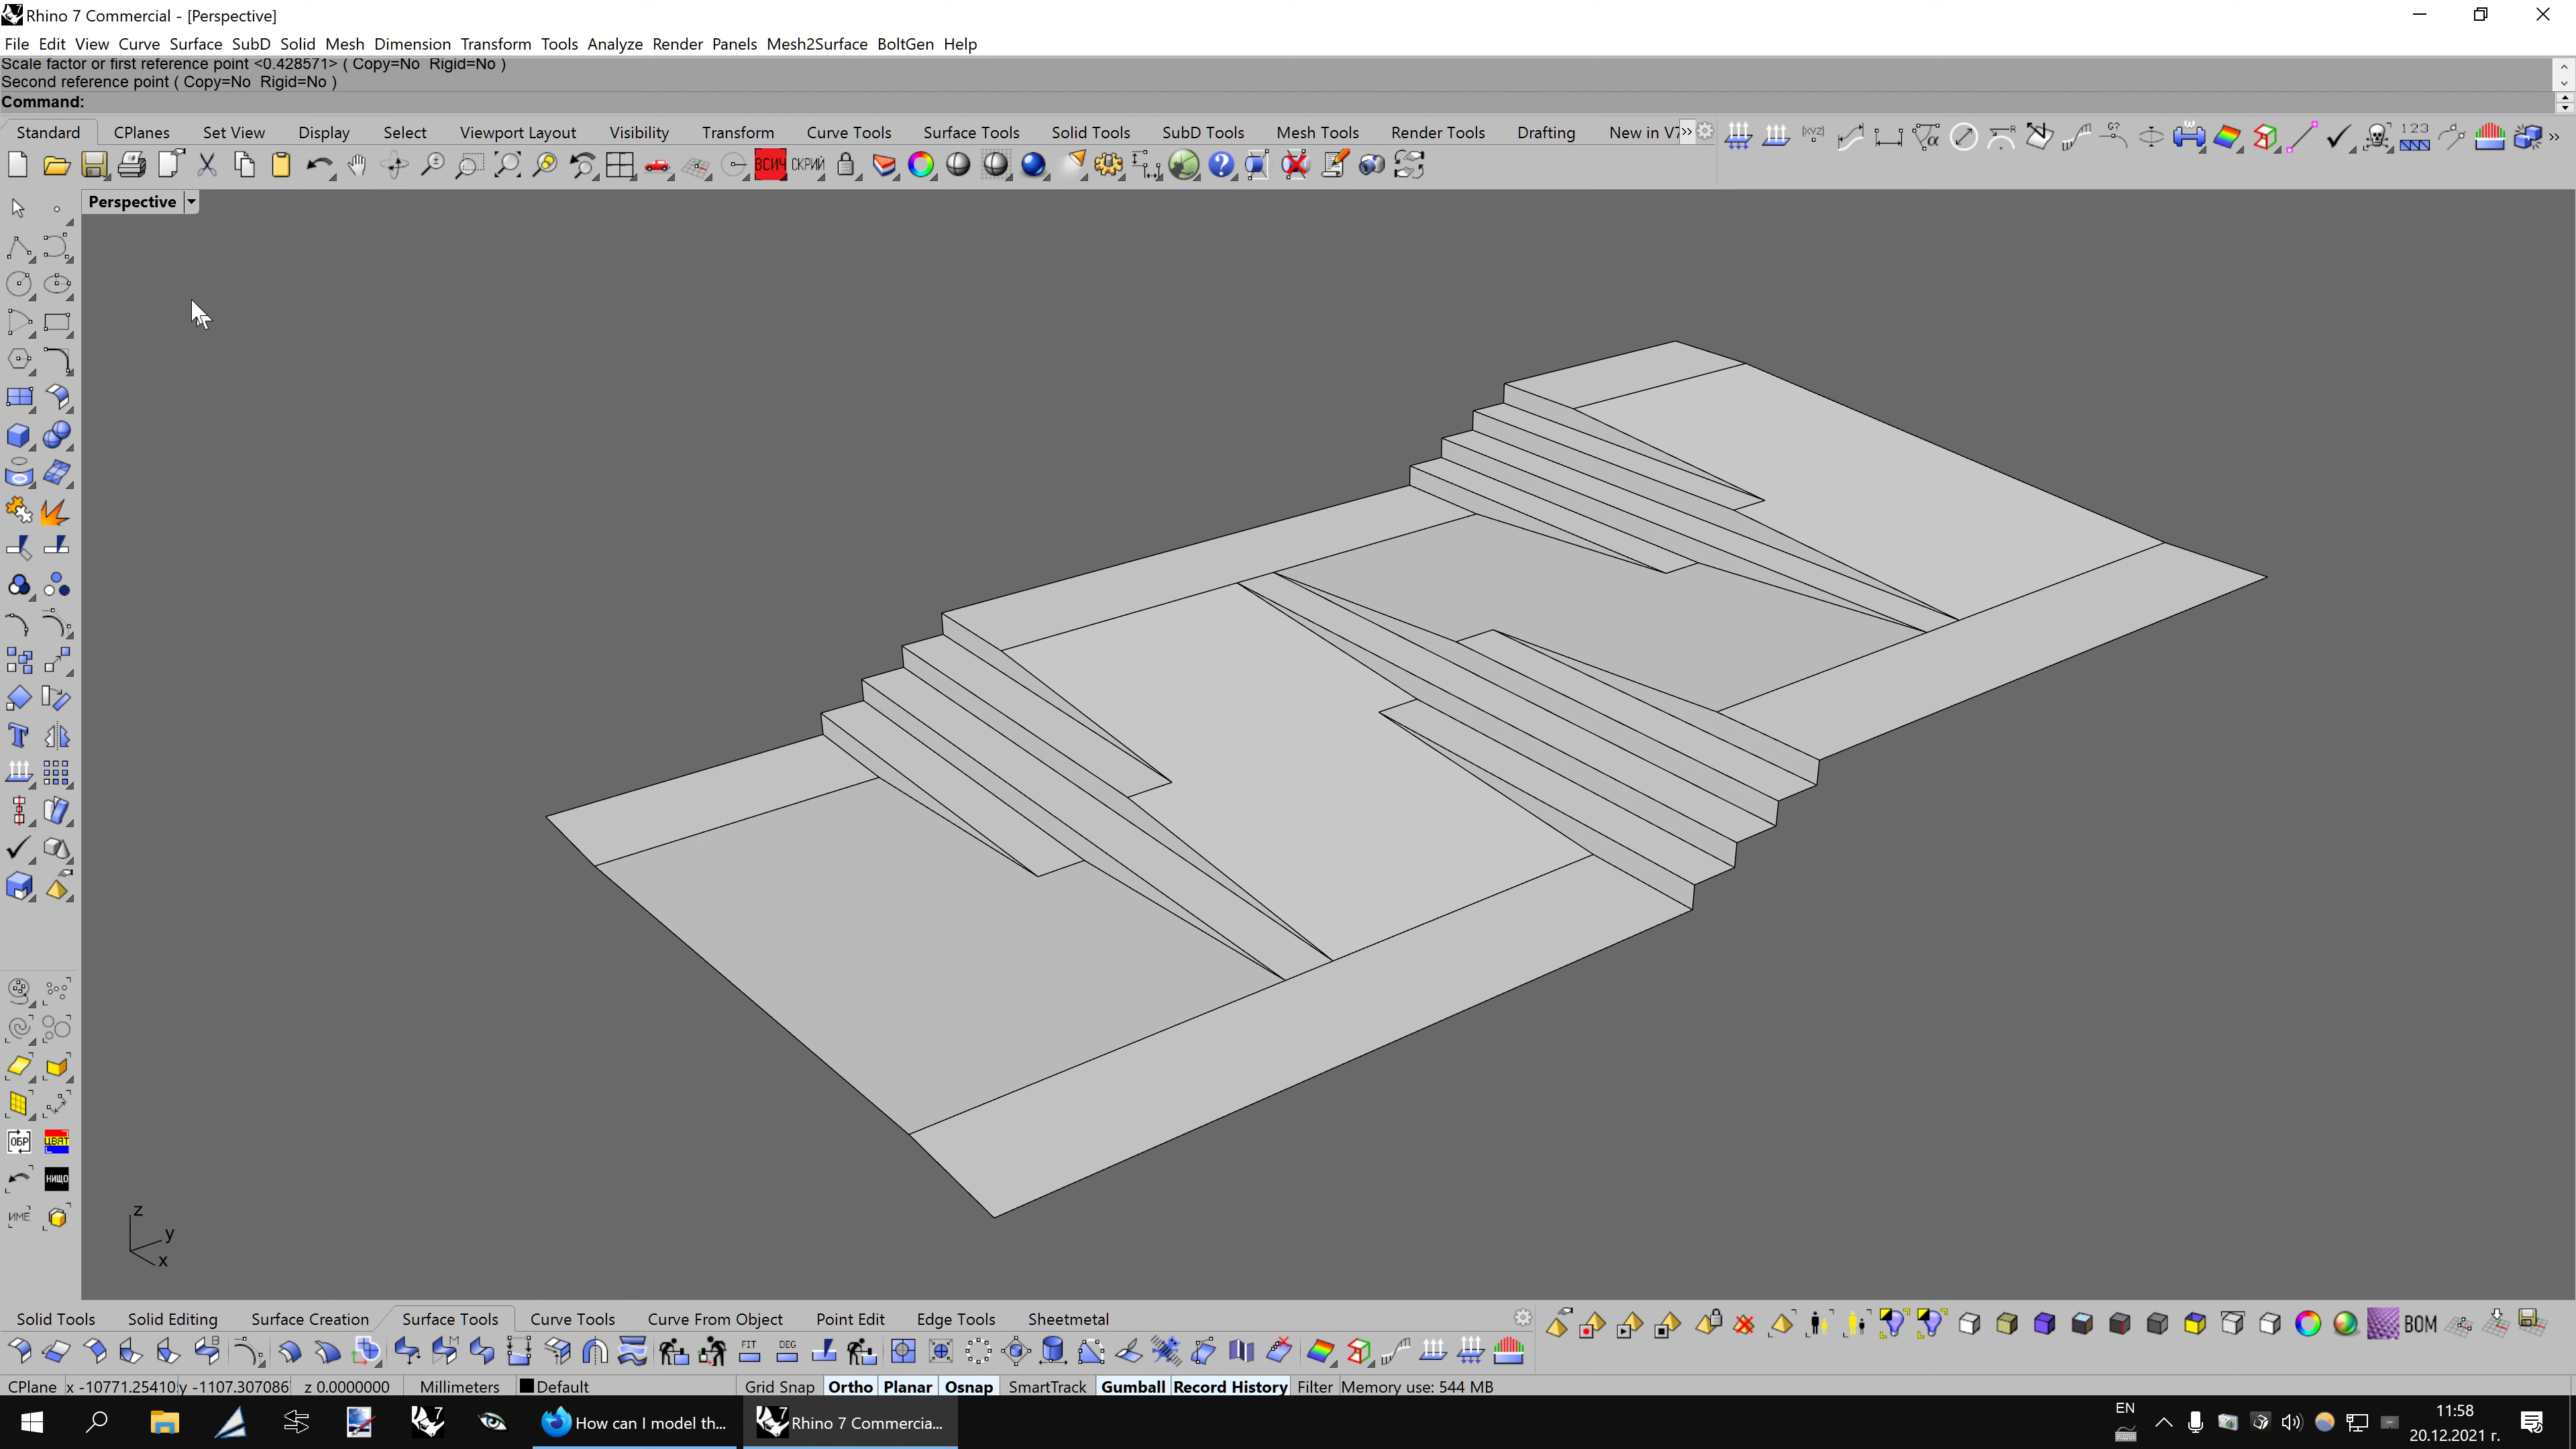 Rhino 7 Commercial - [Perspective]
File Edit View Curve Surface SubD Solid Mesh Dimension Transform Tools Analyze Render Panels Mesh2Surface BoltGen Help
Scale factor or first reference point <0.428571> ( Copy=No Rigid=No )
Second reference point ( Copy=No Rigid=No )
Command:
Standard CPlanes Set View Display Select Viewport Layout Visibility Transform Curve Tools Surface Tools Solid Tools SubD Tools Mesh Tools Render Tools Drafting New in V7
ВСИЧ СКРИЙ
Perspective
ОБР ЦВЯТ
НИЩО
ИМЕ
z
y
x
Solid Tools Solid Editing Surface Creation Surface Tools Curve Tools Curve From Object Point Edit Edge Tools Sheetmetal
BOM
FIT DEG
CPlane x -10771.25410 y -1107.307086 z 0.0000000 Millimeters Default Grid Snap Ortho Planar Osnap SmartTrack Gumball Record History Filter Memory use: 544 MB
How can I model th... Rhino 7 Commercia...
EN
11:58
20.12.2021 г.